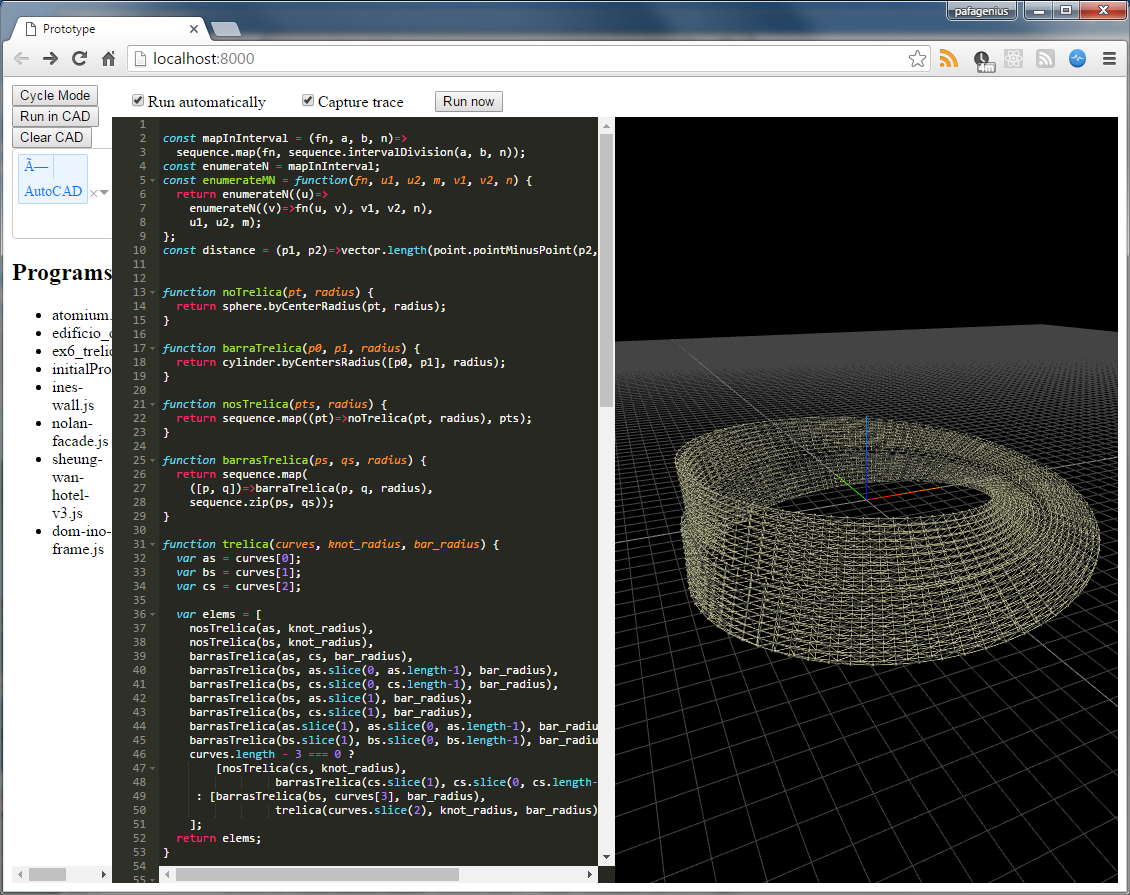 pafagenius
Prototype
localhost:8000
4m
Cycle Mode
Run in CAD
Clear CAD
Ã—
AutoCAD
Programs
atomium.
edificio_
ex6_trelic
initialPro
ines-
wall.js
nolan-
facade.js
sheung-
wan-
hotel-
v3.js
dom-ino-
frame.js
Run automatically
Capture trace
Run now
1
2 const mapInInterval = (fn, a, b, n)=>
3 sequence.map(fn, sequence.intervalDivision(a, b, n));
4 const enumerateN = mapInInterval;
5 const enumerateMN = function(fn, u1, u2, m, v1, v2, n) {
6 return enumerateN((u)=>
7 enumerateN((v)=>fn(u, v), v1, v2, n),
8 u1, u2, m);
9 };
10 const distance = (p1, p2)=>vector.length(point.pointMinusPoint(p2,
11
12
13 function noTrelica(pt, radius) {
14 return sphere.byCenterRadius(pt, radius);
15 }
16
17 function barraTrelica(p0, p1, radius) {
18 return cylinder.byCentersRadius([p0, p1], radius);
19 }
20
21 function nosTrelica(pts, radius) {
22 return sequence.map((pt)=>noTrelica(pt, radius), pts);
23 }
24
25 function barrasTrelica(ps, qs, radius) {
26 return sequence.map(
27 ([p, q])=>barraTrelica(p, q, radius),
28 sequence.zip(ps, qs));
29 }
30
31 function trelica(curves, knot_radius, bar_radius) {
32 var as = curves[0];
33 var bs = curves[1];
34 var cs = curves[2];
35
36 var elems = [
37 nosTrelica(as, knot_radius),
38 nosTrelica(bs, knot_radius),
39 barrasTrelica(as, cs, bar_radius),
40 barrasTrelica(bs, as.slice(0, as.length-1), bar_radius),
41 barrasTrelica(bs, cs.slice(0, cs.length-1), bar_radius),
42 barrasTrelica(bs, as.slice(1), bar_radius),
43 barrasTrelica(bs, cs.slice(1), bar_radius),
44 barrasTrelica(as.slice(1), as.slice(0, as.length-1), bar_radiu
45 barrasTrelica(bs.slice(1), bs.slice(0, bs.length-1), bar_radiu
46 curves.length - 3 === 0 ?
47 [nosTrelica(cs, knot_radius),
48 barrasTrelica(cs.slice(1), cs.slice(0, cs.length-
49 : [barrasTrelica(bs, curves[3], bar_radius),
50 trelica(curves.slice(2), knot_radius, bar_radius)
51 ];
52 return elems;
53 }
54
55